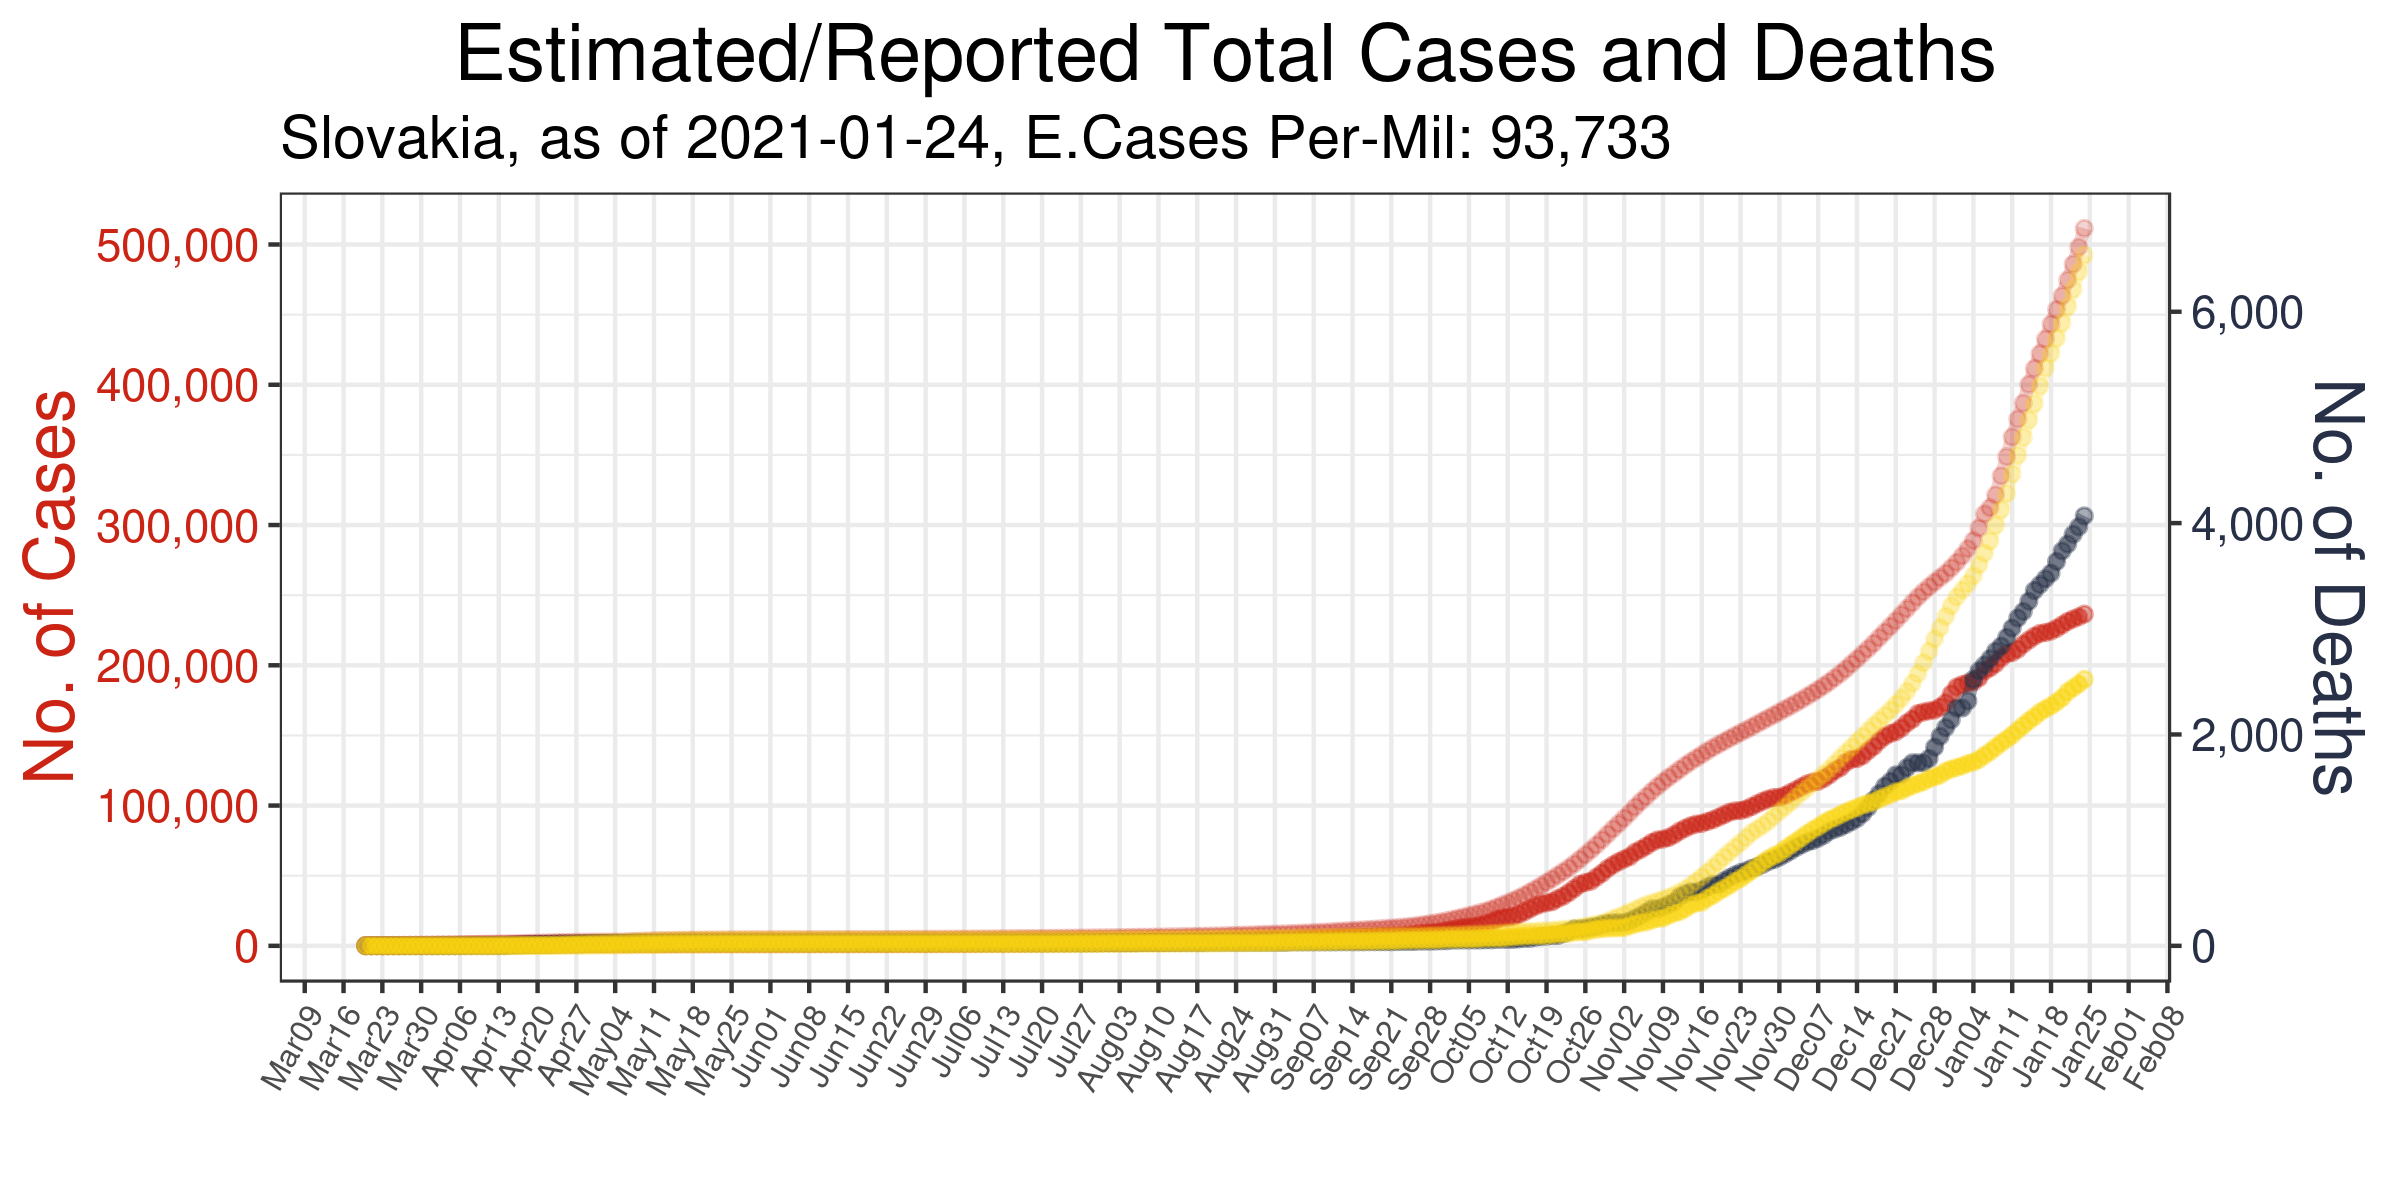 Estimated/Reported Total Cases and Deaths
Slovakia, as of 2021-01-24, E.Cases Per-Mil: 93,733
No. of Cases
500,000
400,000
300,000
200,000
100,000
0
6,000
4,000
2,000
0
No. of Deaths
Mar09
Mar16
Mar23
Mar30
Apr06
Apr13
Apr20
Apr27
May04
May11
May18
May25
Jun01
Jun08
Jun15
Jun22
Jun29
Jul06
Jul13
Jul20
Jul27
Aug03
Aug10
Aug17
Aug24
Aug31
Sep07
Sep14
Sep21
Sep28
Oct05
Oct12
Oct19
Oct26
Nov02
Nov09
Nov16
Nov23
Nov30
Dec07
Dec14
Dec21
Dec28
Dec04
Jan11
Jan18
Jan25
Feb01
Feb08